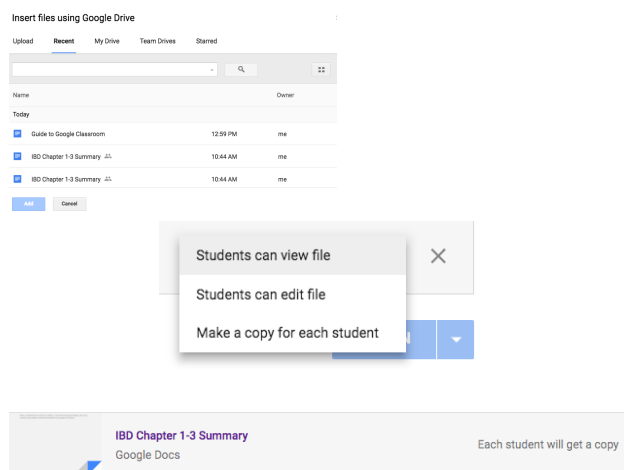 Insert files using Google Drive
Upload Recent My Drive Team Drives Starred
Name Owner
Today
Guide to Google Classroom 12:59 PM me
IBD Chapter 1-3 Summary 10:44 AM me
IBD Chapter 1-3 Summary 10:44 AM me
Add Cancel
Students can view file
Students can edit file
Make a copy for each student
N
IBD Chapter 1-3 Summary
Each student will get a copy
Google Docs